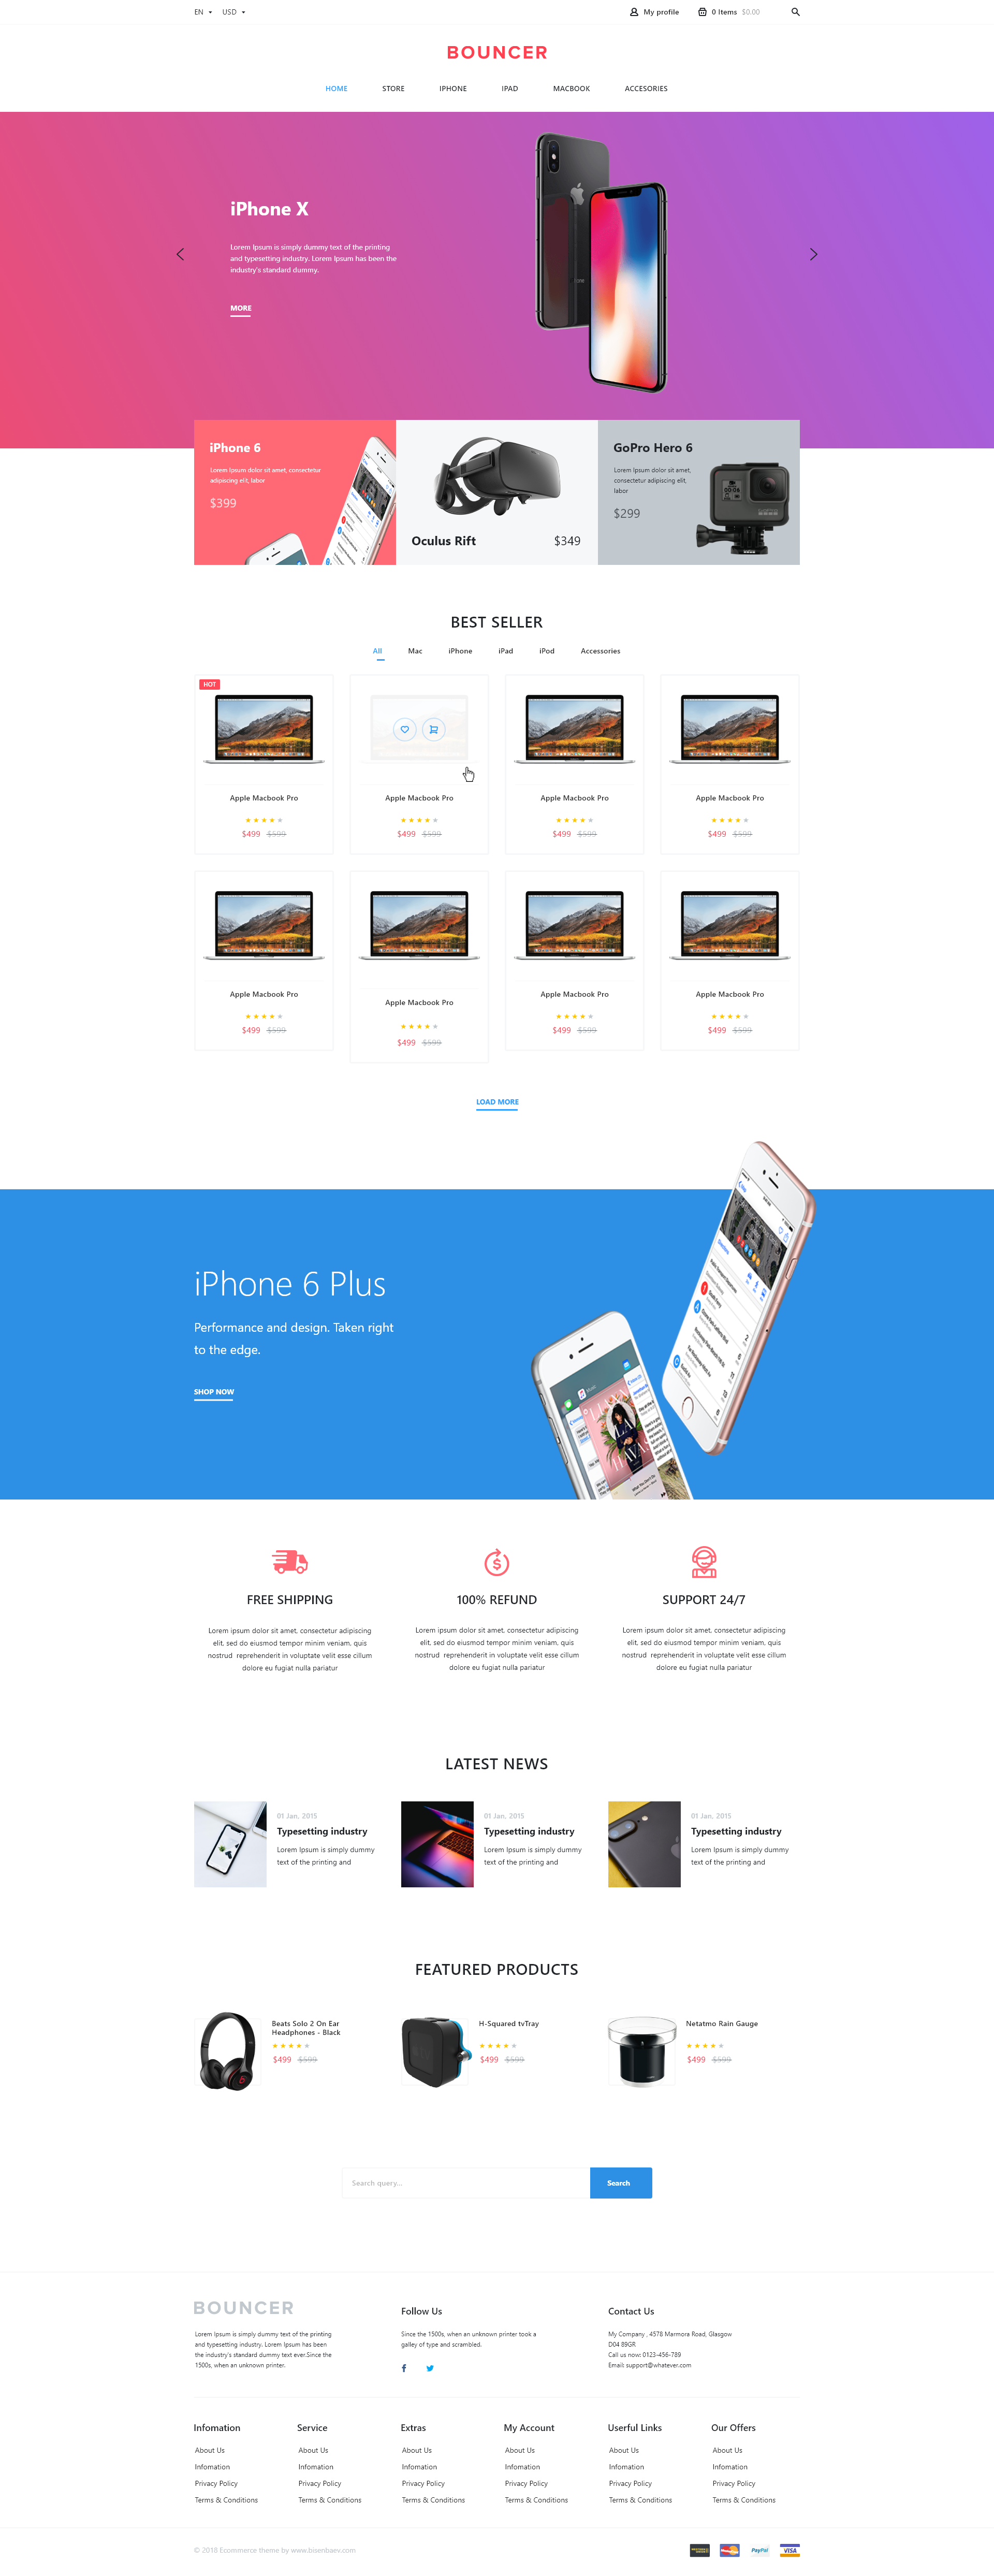 EN USD My profile 0 Items $0.00
BOUNCER
HOME STORE IPHONE IPAD MACBOOK ACCESORIES
iPhone X
Lorem Ipsum is simply dummy text of the printing
and typesetting industry. Lorem Ipsum has been the
industry's standard dummy.
MORE
iPhone 6
Lorem Ipsum dolor sit amet, consectetur
adipiscing elit, labor
$399
Oculus Rift $349
GoPro Hero 6
Lorem Ipsum dolor sit amet,
consectetur adipiscing elit,
labor
$299
BEST SELLER
All Mac iPhone iPad iPod Accessories
HOT
Apple Macbook Pro
$499 $599
Apple Macbook Pro
$499 $599
Apple Macbook Pro
$499 $599
Apple Macbook Pro
$499 $599
Apple Macbook Pro
$499 $599
Apple Macbook Pro
$499 $599
Apple Macbook Pro
$499 $599
Apple Macbook Pro
$499 $599
LOAD MORE
iPhone 6 Plus
Performance and design. Taken right
to the edge.
SHOP NOW
FREE SHIPPING
Lorem ipsum dolor sit amet, consectetur adipiscing
elit, sed do eiusmod tempor minim veniam, quis
nostrud reprehenderit in voluptate velit esse cillum
dolore eu fugiat nulla pariatur
100% REFUND
Lorem ipsum dolor sit amet, consectetur adipiscing
elit, sed do eiusmod tempor minim veniam, quis
nostrud reprehenderit in voluptate velit esse cillum
dolore eu fugiat nulla pariatur
SUPPORT 24/7
Lorem ipsum dolor sit amet, consectetur adipiscing
elit, sed do eiusmod tempor minim veniam, quis
nostrud reprehenderit in voluptate velit esse cillum
dolore eu fugiat nulla pariatur
LATEST NEWS
01 Jan, 2015
Typesetting industry
Lorem Ipsum is simply dummy
text of the printing and
01 Jan, 2015
Typesetting industry
Lorem Ipsum is simply dummy
text of the printing and
01 Jan, 2015
Typesetting industry
Lorem Ipsum is simply dummy
text of the printing and
FEATURED PRODUCTS
Beats Solo 2 On Ear
Headphones - Black
$499 $599
H-Squared tvTray
$499 $599
Netatmo Rain Gauge
$499 $599
Search query...
Search
BOUNCER
Lorem Ipsum is simply dummy text of the printing
and typesetting industry. Lorem Ipsum has been
the industry's standard dummy text ever.Since the
1500s, when an unknown printer.
Follow Us
Since the 1500s, when an unknown printer took a
galley of type and scrambled.
Contact Us
My Company , 4578 Marmora Road, Glasgow
D04 89GR
Call us now: 0123-456-789
Email: support@whatever.com
Infomation
About Us
Infomation
Privacy Policy
Terms & Conditions
Service
About Us
Infomation
Privacy Policy
Terms & Conditions
Extras
About Us
Infomation
Privacy Policy
Terms & Conditions
My Account
About Us
Infomation
Privacy Policy
Terms & Conditions
Userful Links
About Us
Infomation
Privacy Policy
Terms & Conditions
Our Offers
About Us
Infomation
Privacy Policy
Terms & Conditions
© 2018 Ecommerce theme by www.bisenbaev.com
PayPal
VISA